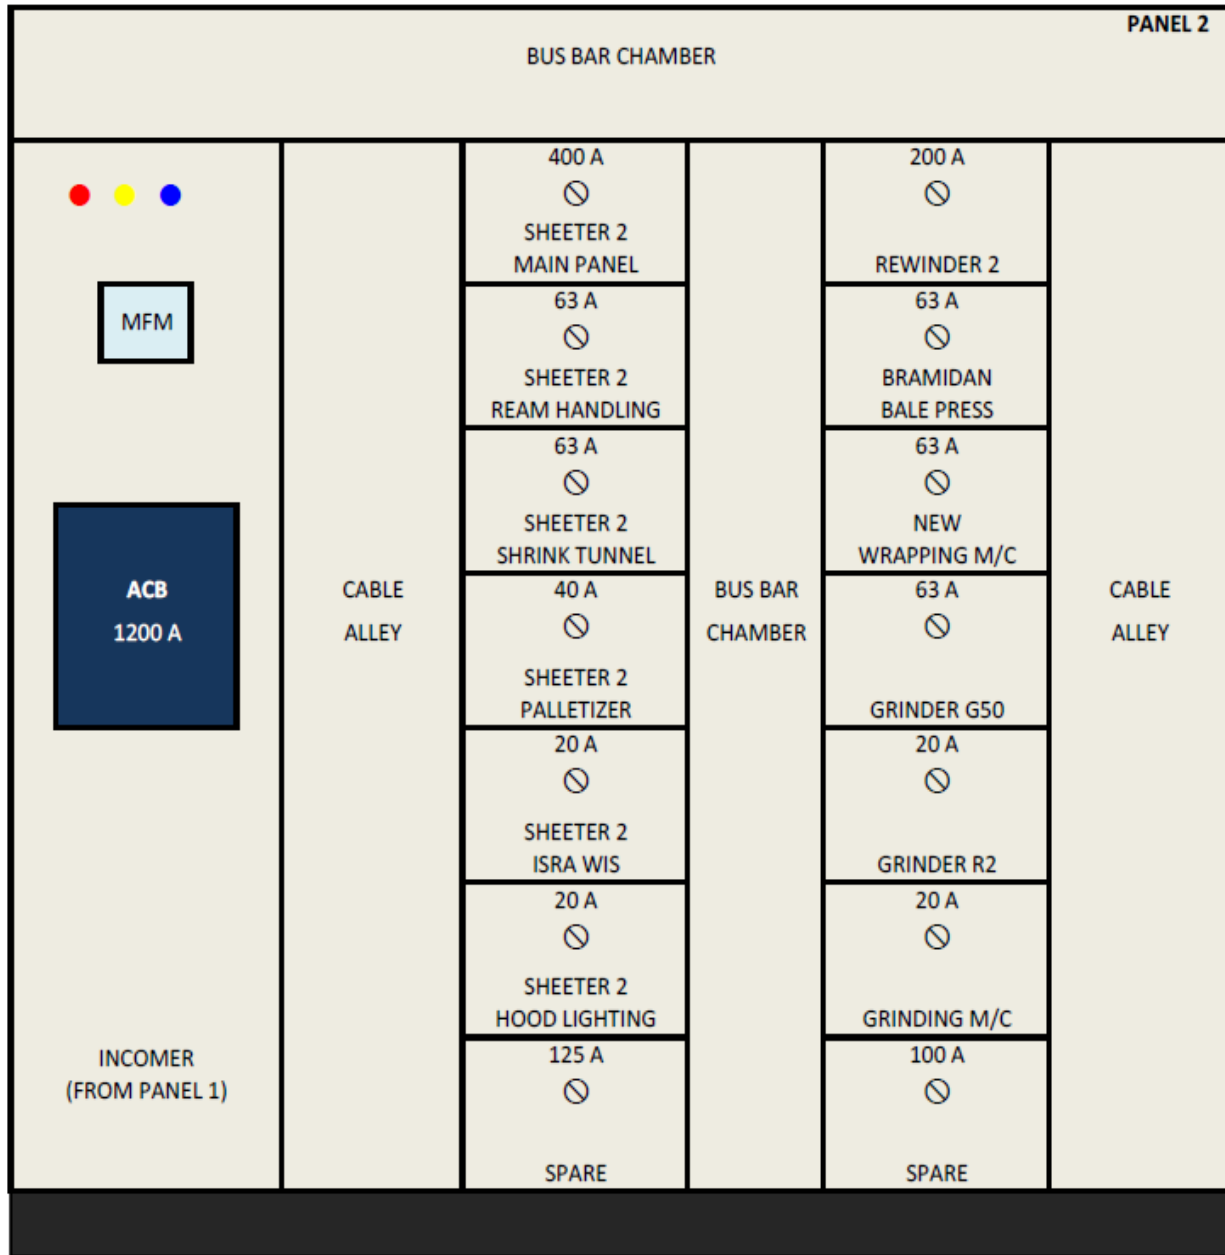 PANEL 2
BUS BAR CHAMBER
MFM
ACB
1200 A
INCOMER
(FROM PANEL 1)
CABLE
ALLEY
400 A
SHEETER 2
MAIN PANEL
63 A
SHEETER 2
REAM HANDLING
63 A
SHEETER 2
SHRINK TUNNEL
40 A
SHEETER 2
PALLETIZER
20 A
SHEETER 2
ISRA WIS
20 A
SHEETER 2
HOOD LIGHTING
125 A
SPARE
BUS BAR
CHAMBER
200 A
REWINDER 2
63 A
BRAMIDAN
BALE PRESS
63 A
NEW
WRAPPING M/C
63 A
GRINDER G50
20 A
GRINDER R2
20 A
GRINDING M/C
100 A
SPARE
CABLE
ALLEY